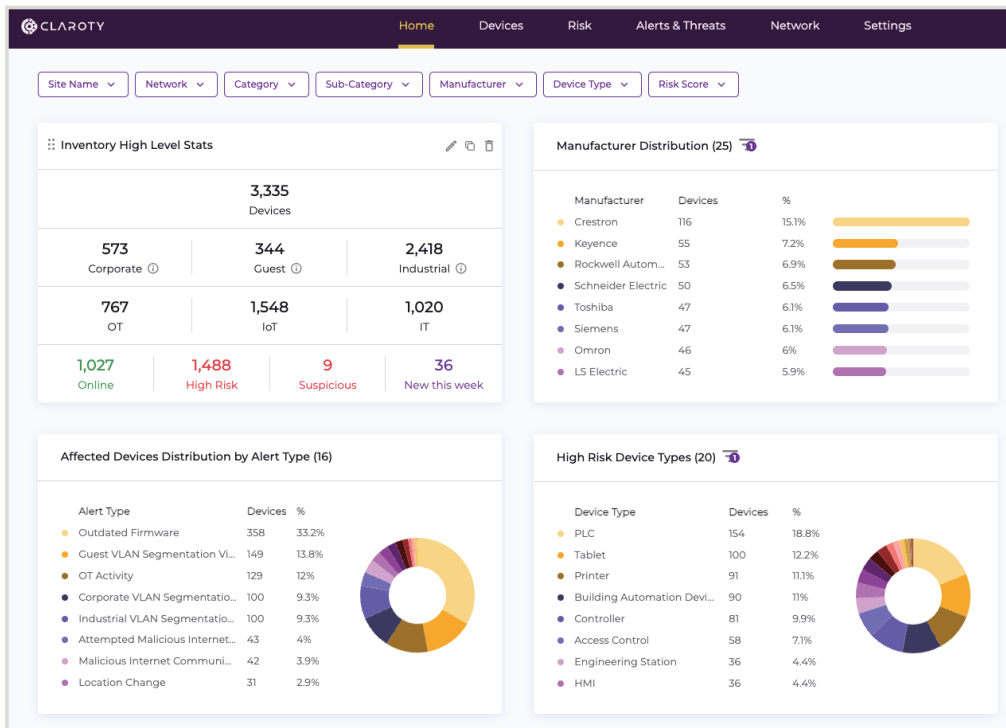 CLAROTY
Home Devices Risk Alerts & Threats Network Settings
Site Name Network Category Sub-Category Manufacturer Device Type Risk Score
Inventory High Level Stats
3,335
Devices
573 344 2,418
Corporate Guest Industrial
767 1,548 1,020
OT IoT IT
1,027 1,488 9 36
Online High Risk Suspicious New this week
Manufacturer Distribution (25) 1
Manufacturer Devices %
Crestron 116 15.1%
Keyence 55 7.2%
Rockwell Autom... 53 6.9%
Schneider Electric 50 6.5%
Toshiba 47 6.1%
Siemens 47 6.1%
Omron 46 6%
LS Electric 45 5.9%
Affected Devices Distribution by Alert Type (16)
Alert Type Devices %
Outdated Firmware 358 33.2%
Guest VLAN Segmentation Vi... 149 13.8%
OT Activity 129 12%
Corporate VLAN Segmentatio... 100 9.3%
Industrial VLAN Segmentatio... 100 9.3%
Attempted Malicious Internet... 43 4%
Malicious Internet Communi... 42 3.9%
Location Change 31 2.9%
High Risk Device Types (20) 1
Device Type Devices %
PLC 154 18.8%
Tablet 100 12.2%
Printer 91 11.1%
Building Automation Devi... 90 11%
Controller 81 9.9%
Access Control 58 7.1%
Engineering Station 36 4.4%
HMI 36 4.4%